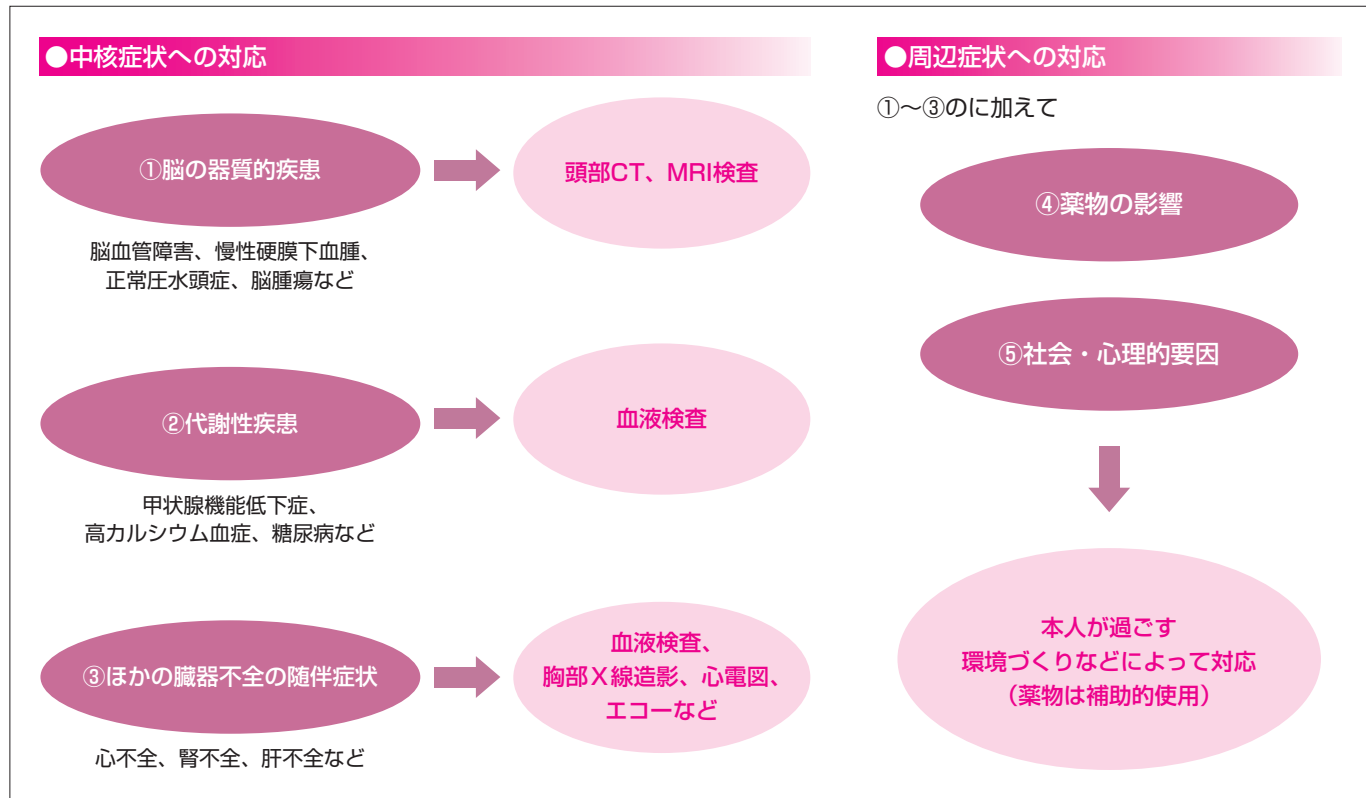 ●中核症状への対応
①脳の器質的疾患
頭部CT、MRI検査
脳血管障害、慢性硬膜下血腫、
正常圧水頭症、脳腫瘍など
②代謝性疾患
血液検査
甲状腺機能低下症、
高カルシウム血症、糖尿病など
③ほかの臓器不全の随伴症状
血液検査、
胸部X線造影、心電図、
エコーなど
心不全、腎不全、肝不全など
●周辺症状への対応
①〜③のに加えて
④薬物の影響
⑤社会・心理的要因
本人が過ごす
環境づくりなどによって対応
（薬物は補助的使用）